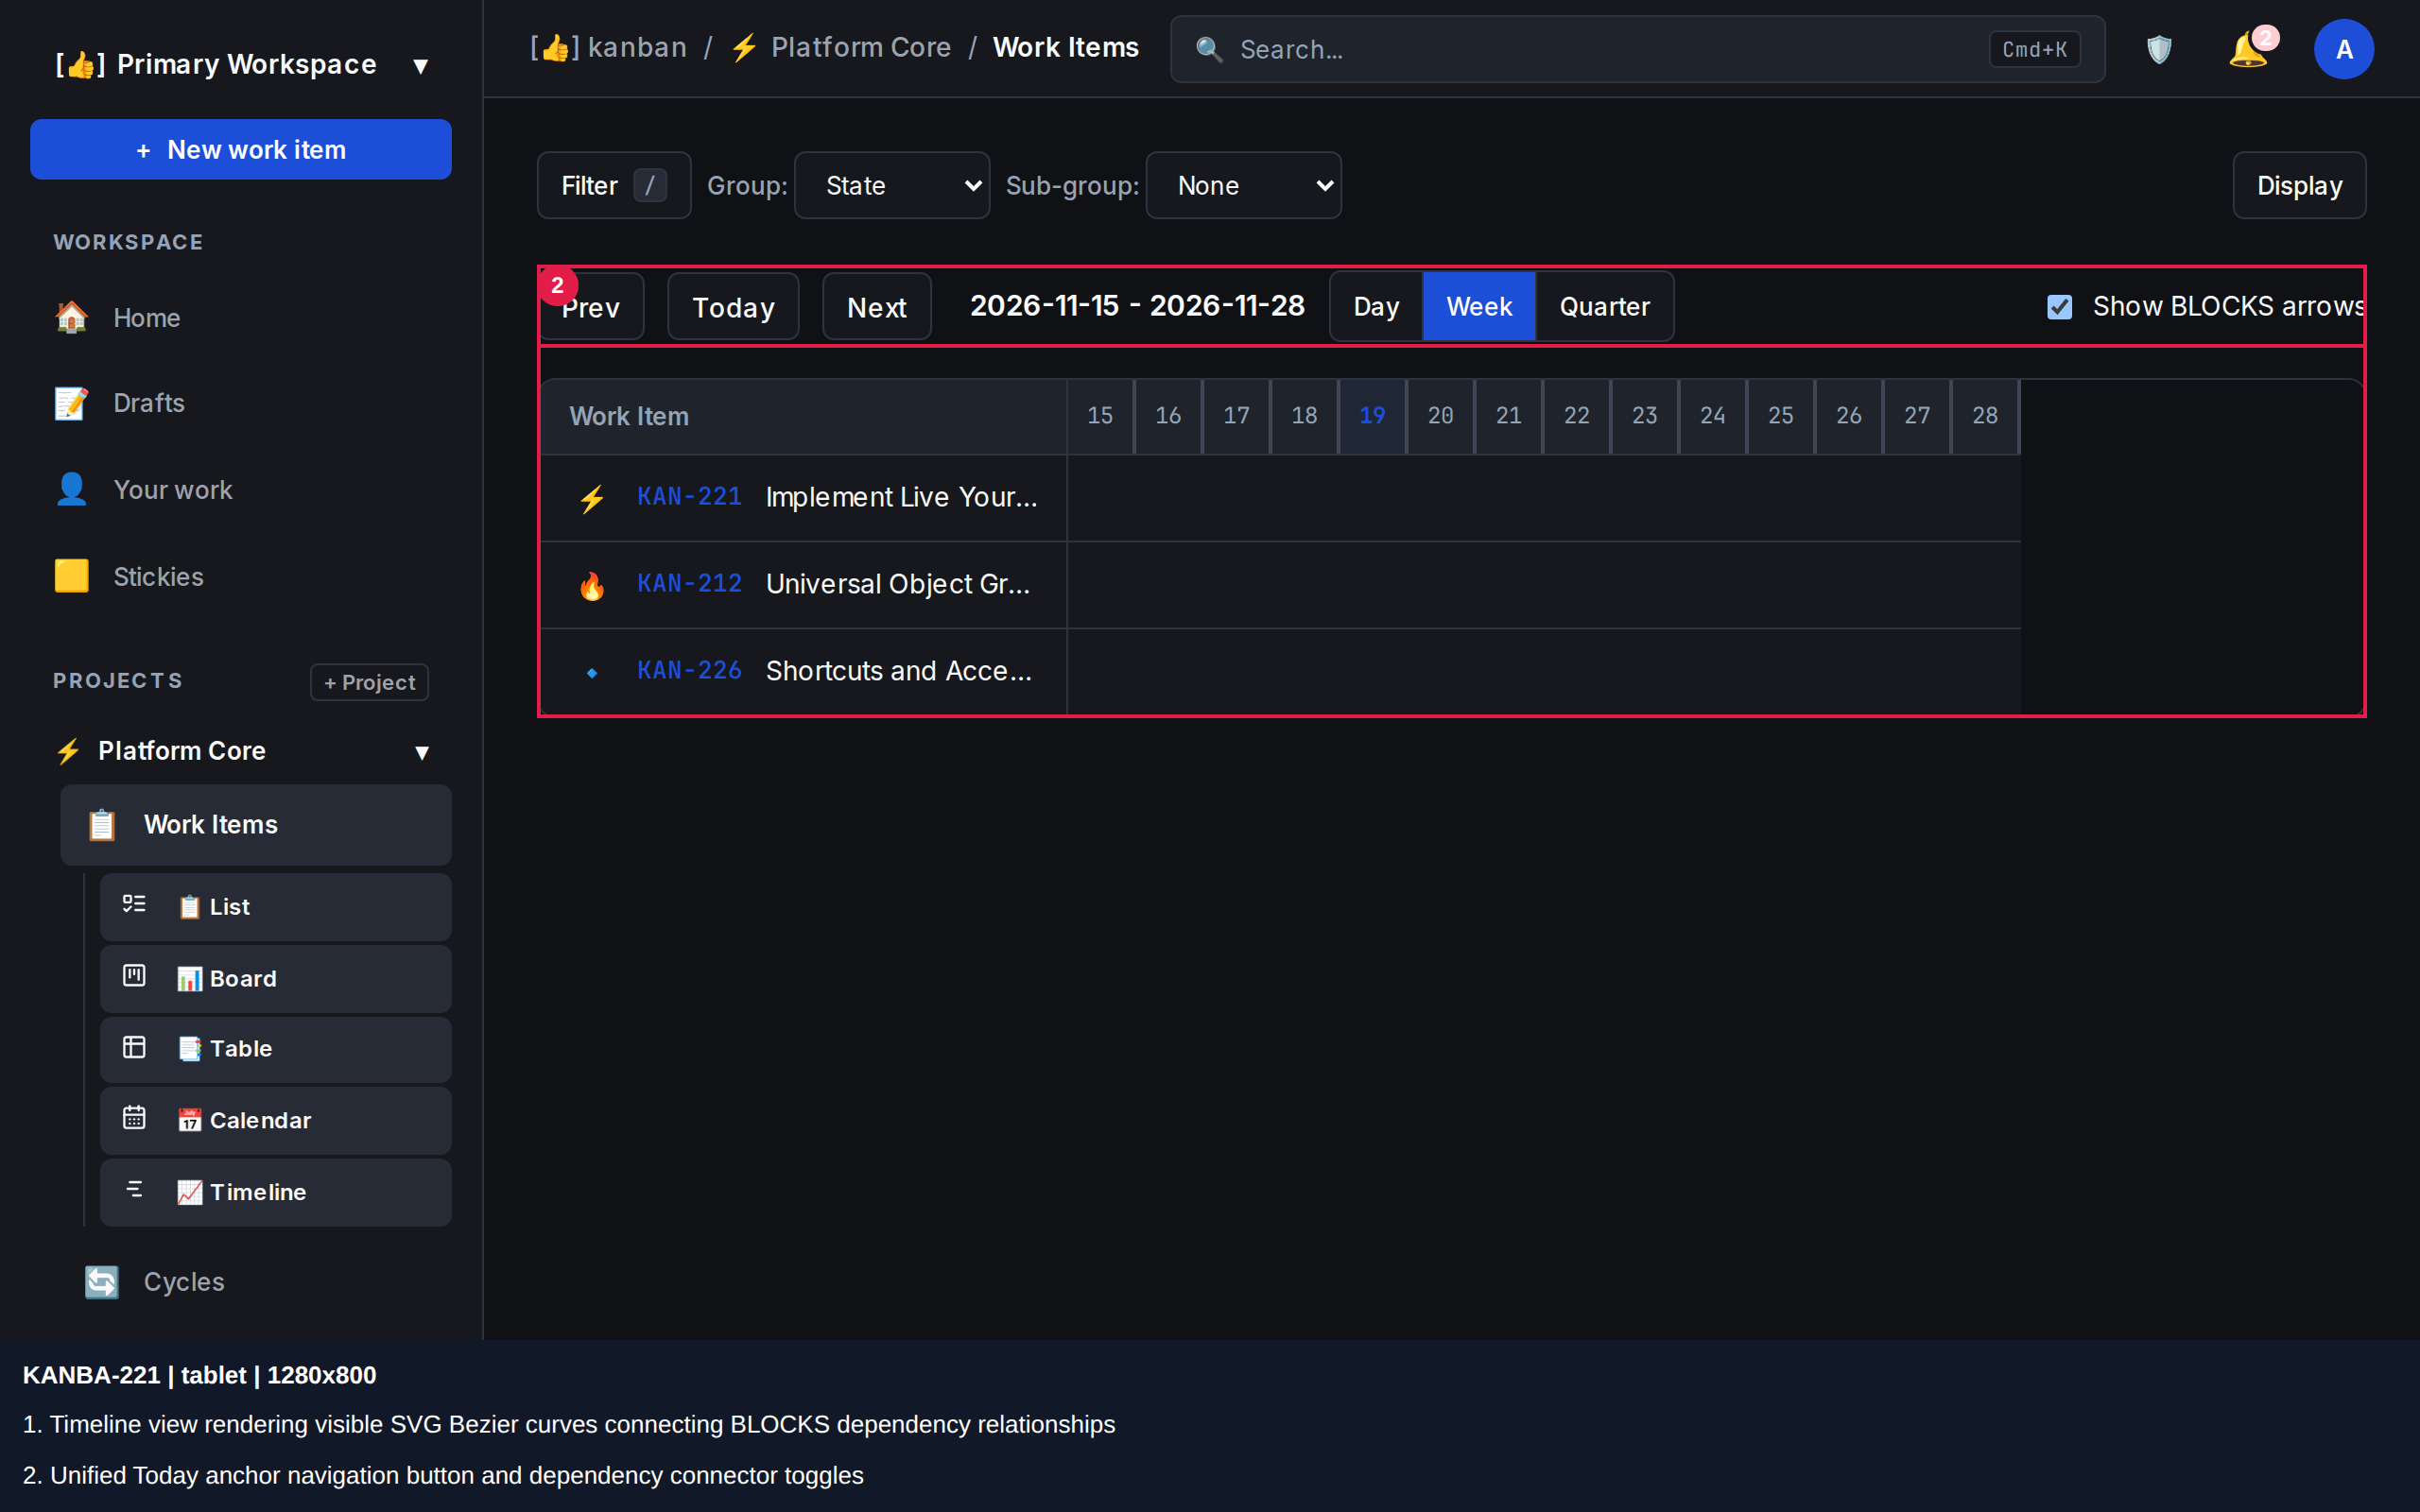 [👍] Primary Workspace ▼
+ New work item
WORKSPACE
🏠 Home
📝 Drafts
👤 Your work
🟨 Stickies
PROJECTS + Project
⚡ Platform Core ▼
📋 Work Items
📋 List
📊 Board
📑 Table
📅 Calendar
📈 Timeline
🔄 Cycles
[👍] kanban / ⚡ Platform Core / Work Items
🔍 Search... Cmd+K
🛡️ 🔔 2 A
Filter / Group: State Sub-group: None Display
2
Prev Today Next 2026-11-15 - 2026-11-28 Day Week Quarter Show BLOCKS arrows
Work Item 15 16 17 18 19 20 21 22 23 24 25 26 27 28
⚡ KAN-221 Implement Live Your...
🔥 KAN-212 Universal Object Gr...
🔹 KAN-226 Shortcuts and Acce...
KANBA-221 | tablet | 1280x800
1. Timeline view rendering visible SVG Bezier curves connecting BLOCKS dependency relationships
2. Unified Today anchor navigation button and dependency connector toggles